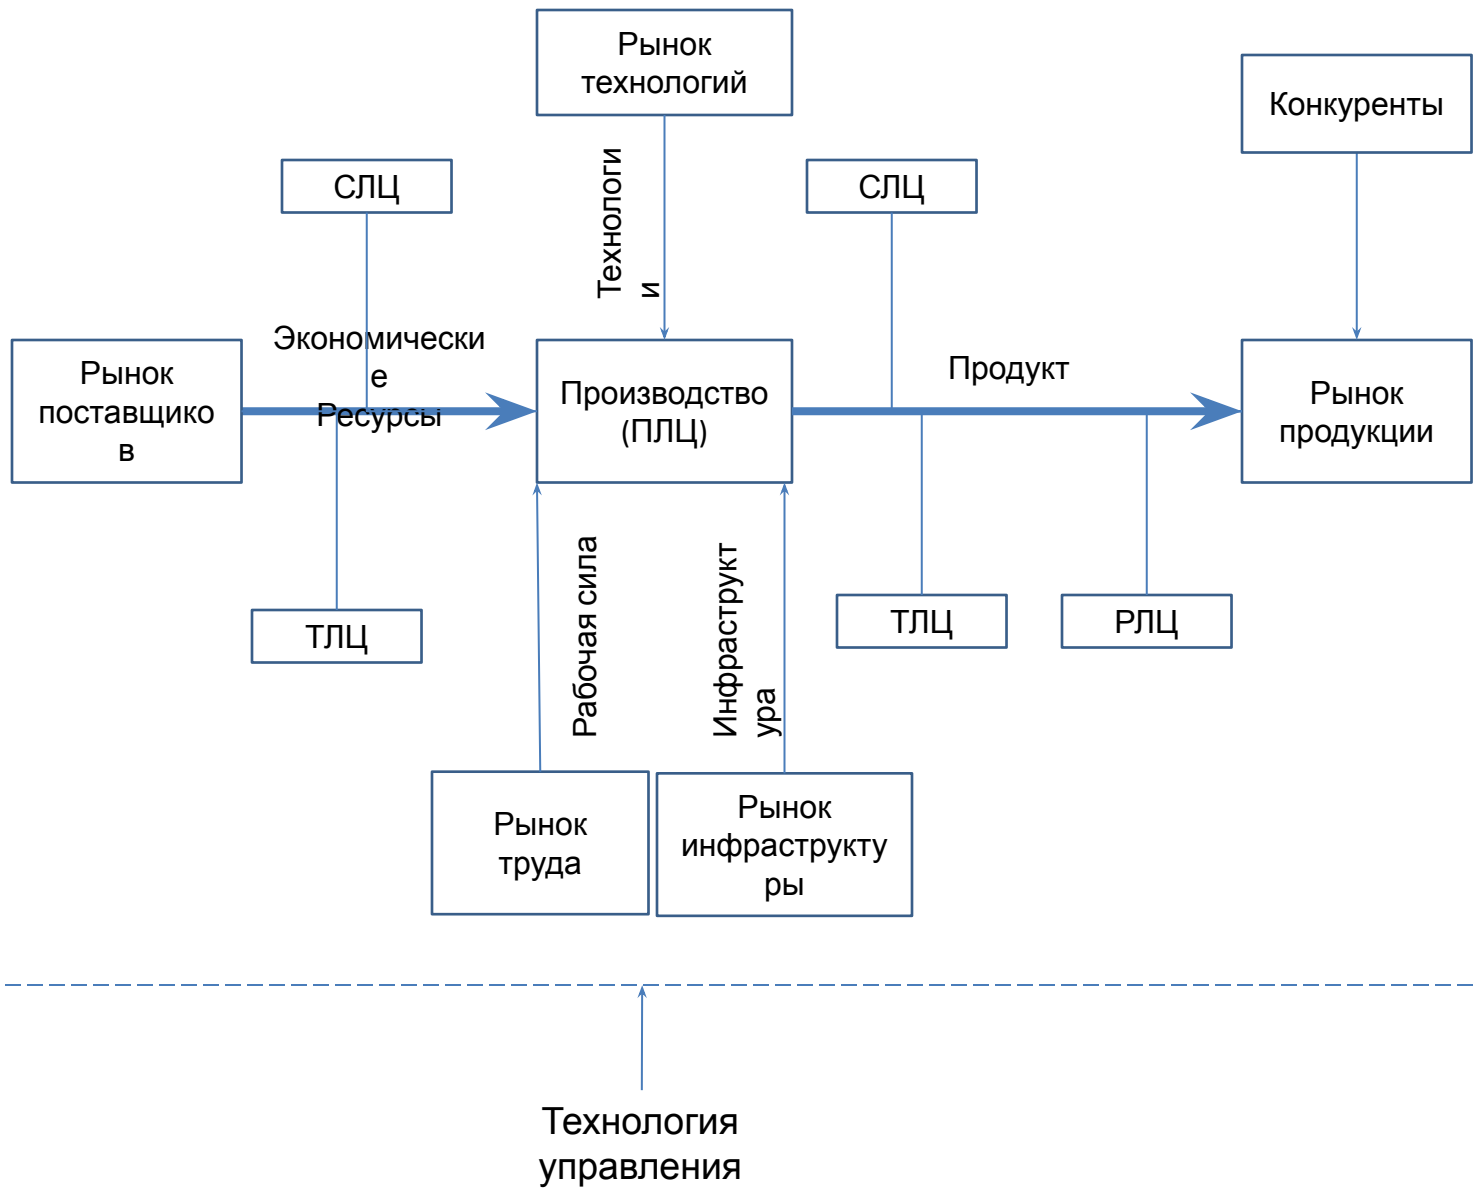 Рынок
технологий
Конкуренты
СЛЦ
СЛЦ
Технологи
и
Экономически
е
Ресурсы
Рынок
поставщико
в
Производство
(ПЛЦ)
Продукт
Рынок
продукции
Рабочая сила
Инфраструкт
ура
ТЛЦ
ТЛЦ
РЛЦ
Рынок
труда
Рынок
инфраструкту
ры
Технология
управления